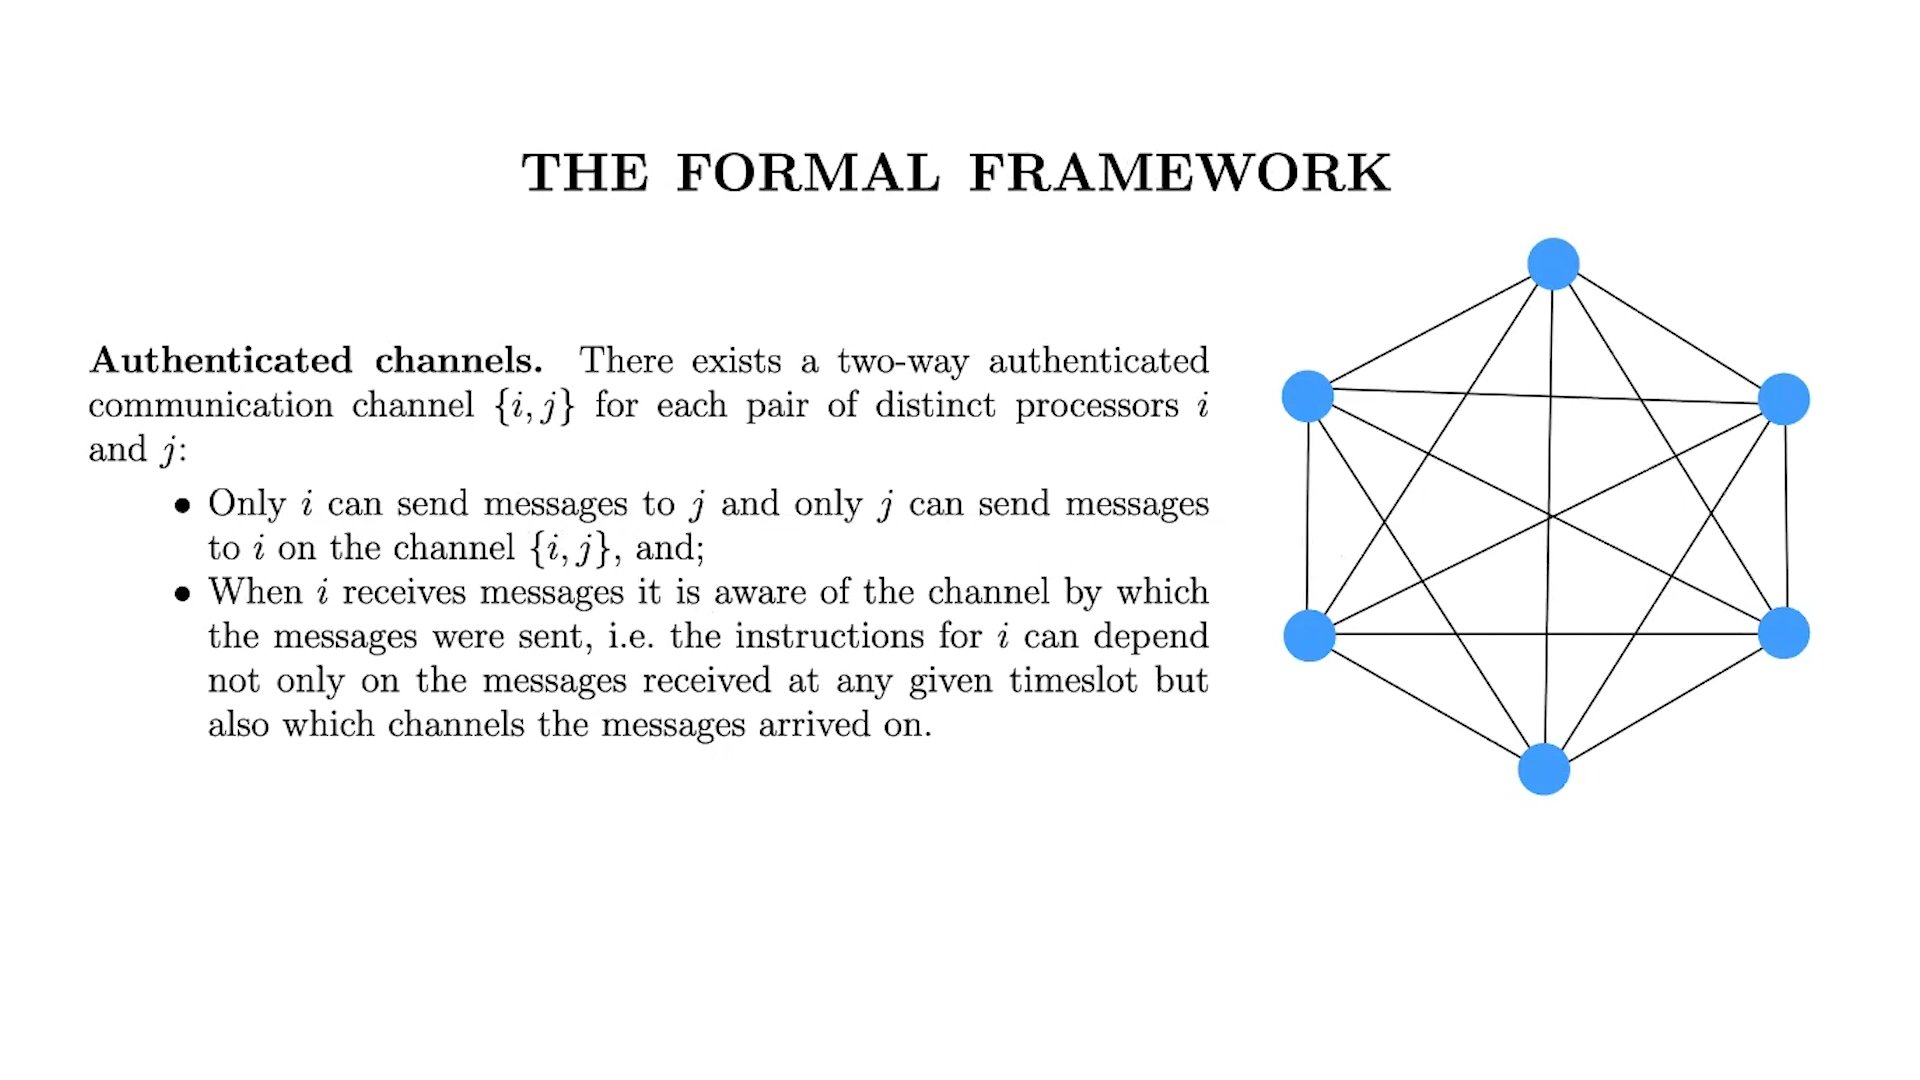 THE FORMAL FRAMEWORK
Authenticated channels. There exists a two-way authenticated
communication channel {i, j} for each pair of distinct processors i
and j:
• Only i can send messages to j and only j can send messages
to i on the channel {i, j}, and;
• When i receives messages it is aware of the channel by which
the messages were sent, i.e. the instructions for i can depend
not only on the messages received at any given timeslot but
also which channels the messages arrived on.